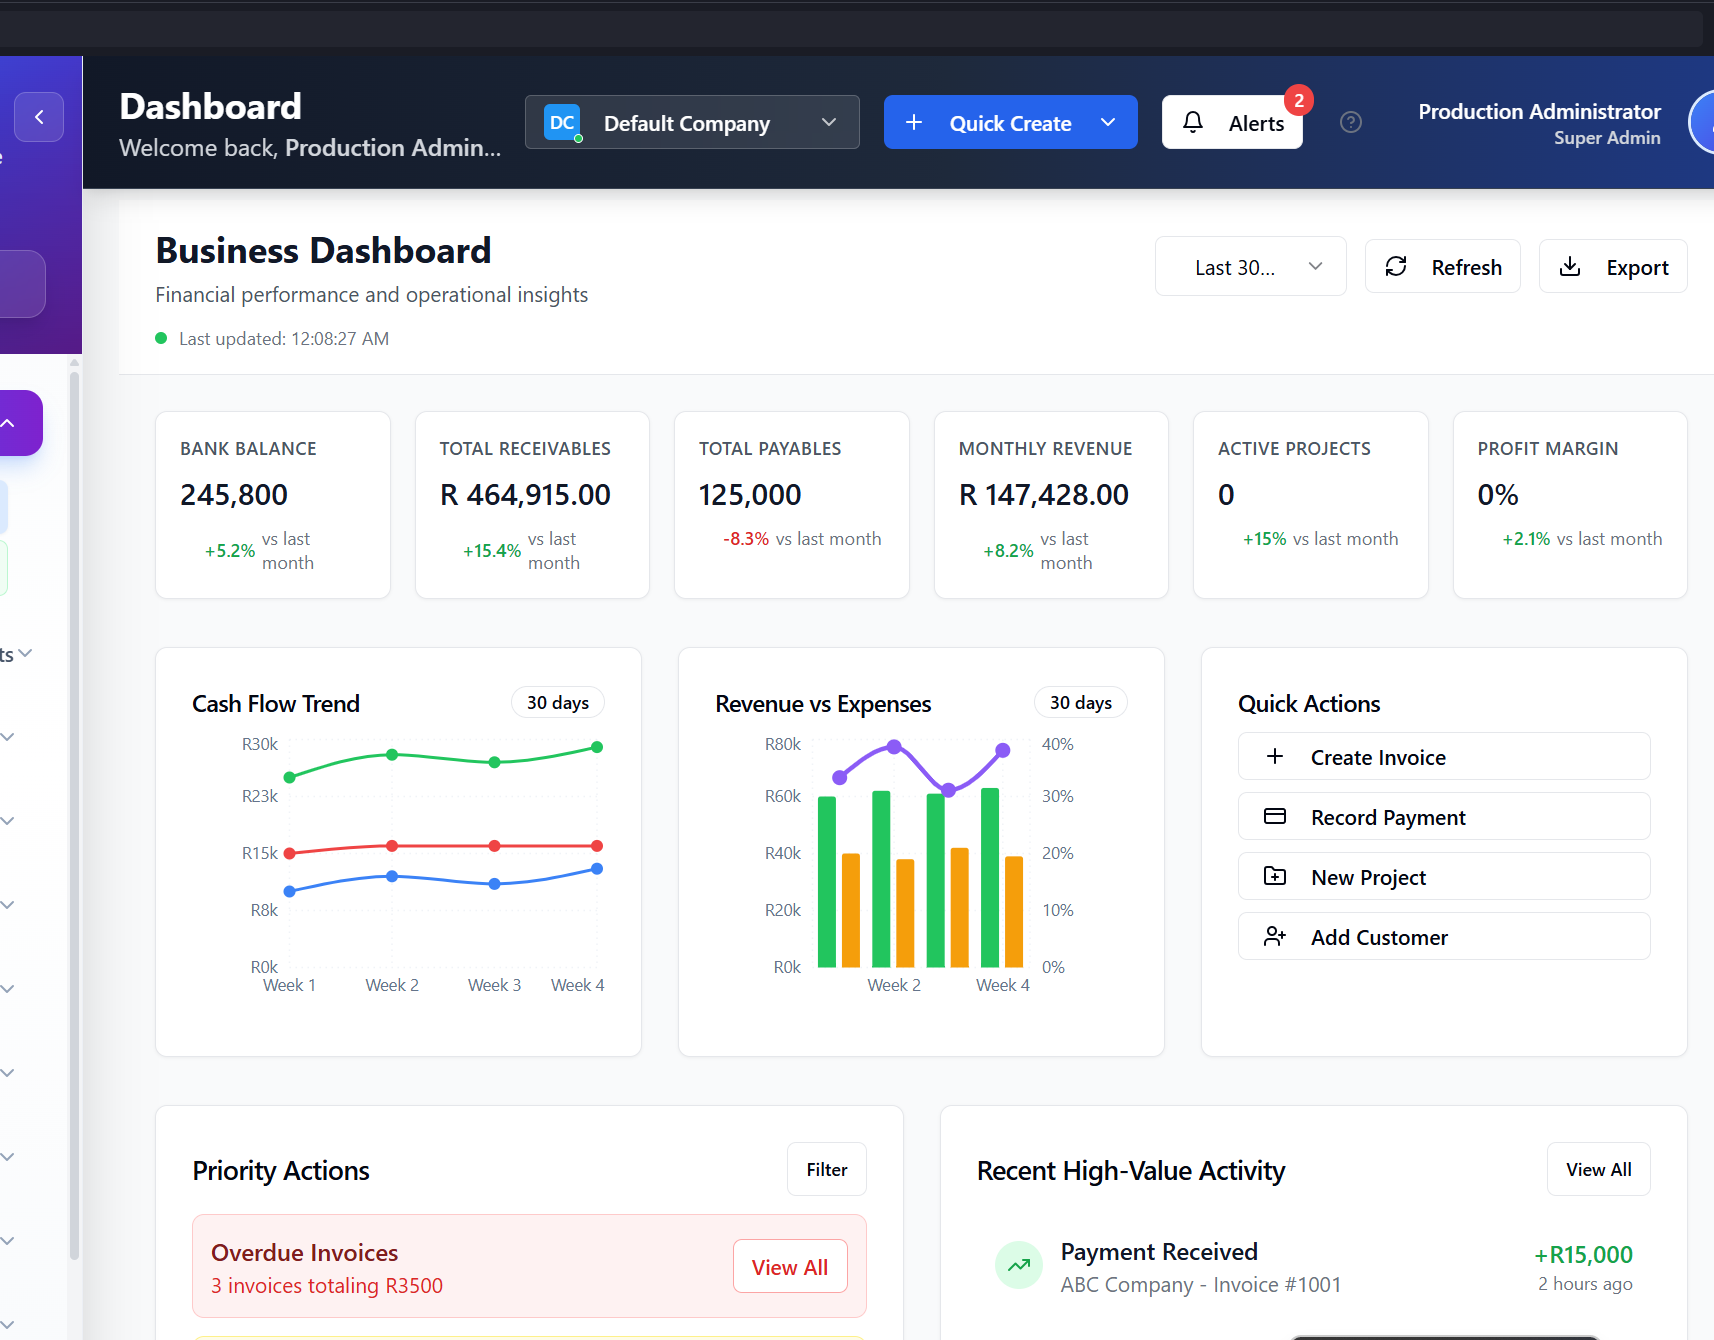 Dashboard
Welcome back, Production Admin...
DC
Default Company
Quick Create
Alerts
2
Production Administrator
Super Admin
Business Dashboard
Financial performance and operational insights
Last updated: 12:08:27 AM
Last 30...
Refresh
Export
BANK BALANCE
245,800
+5.2% vs last month
TOTAL RECEIVABLES
R 464,915.00
+15.4% vs last month
TOTAL PAYABLES
125,000
-8.3% vs last month
MONTHLY REVENUE
R 147,428.00
+8.2% vs last month
ACTIVE PROJECTS
0
+15% vs last month
PROFIT MARGIN
0%
+2.1% vs last month
ts
Cash Flow Trend
30 days
R30k
R23k
R15k
R8k
R0k
Week 1
Week 2
Week 3
Week 4
Revenue vs Expenses
30 days
R80k
R60k
R40k
R20k
R0k
40%
30%
20%
10%
0%
Week 2
Week 4
Quick Actions
Create Invoice
Record Payment
New Project
Add Customer
Priority Actions
Filter
Overdue Invoices
3 invoices totaling R3500
View All
Recent High-Value Activity
View All
Payment Received
ABC Company - Invoice #1001
+R15,000
2 hours ago